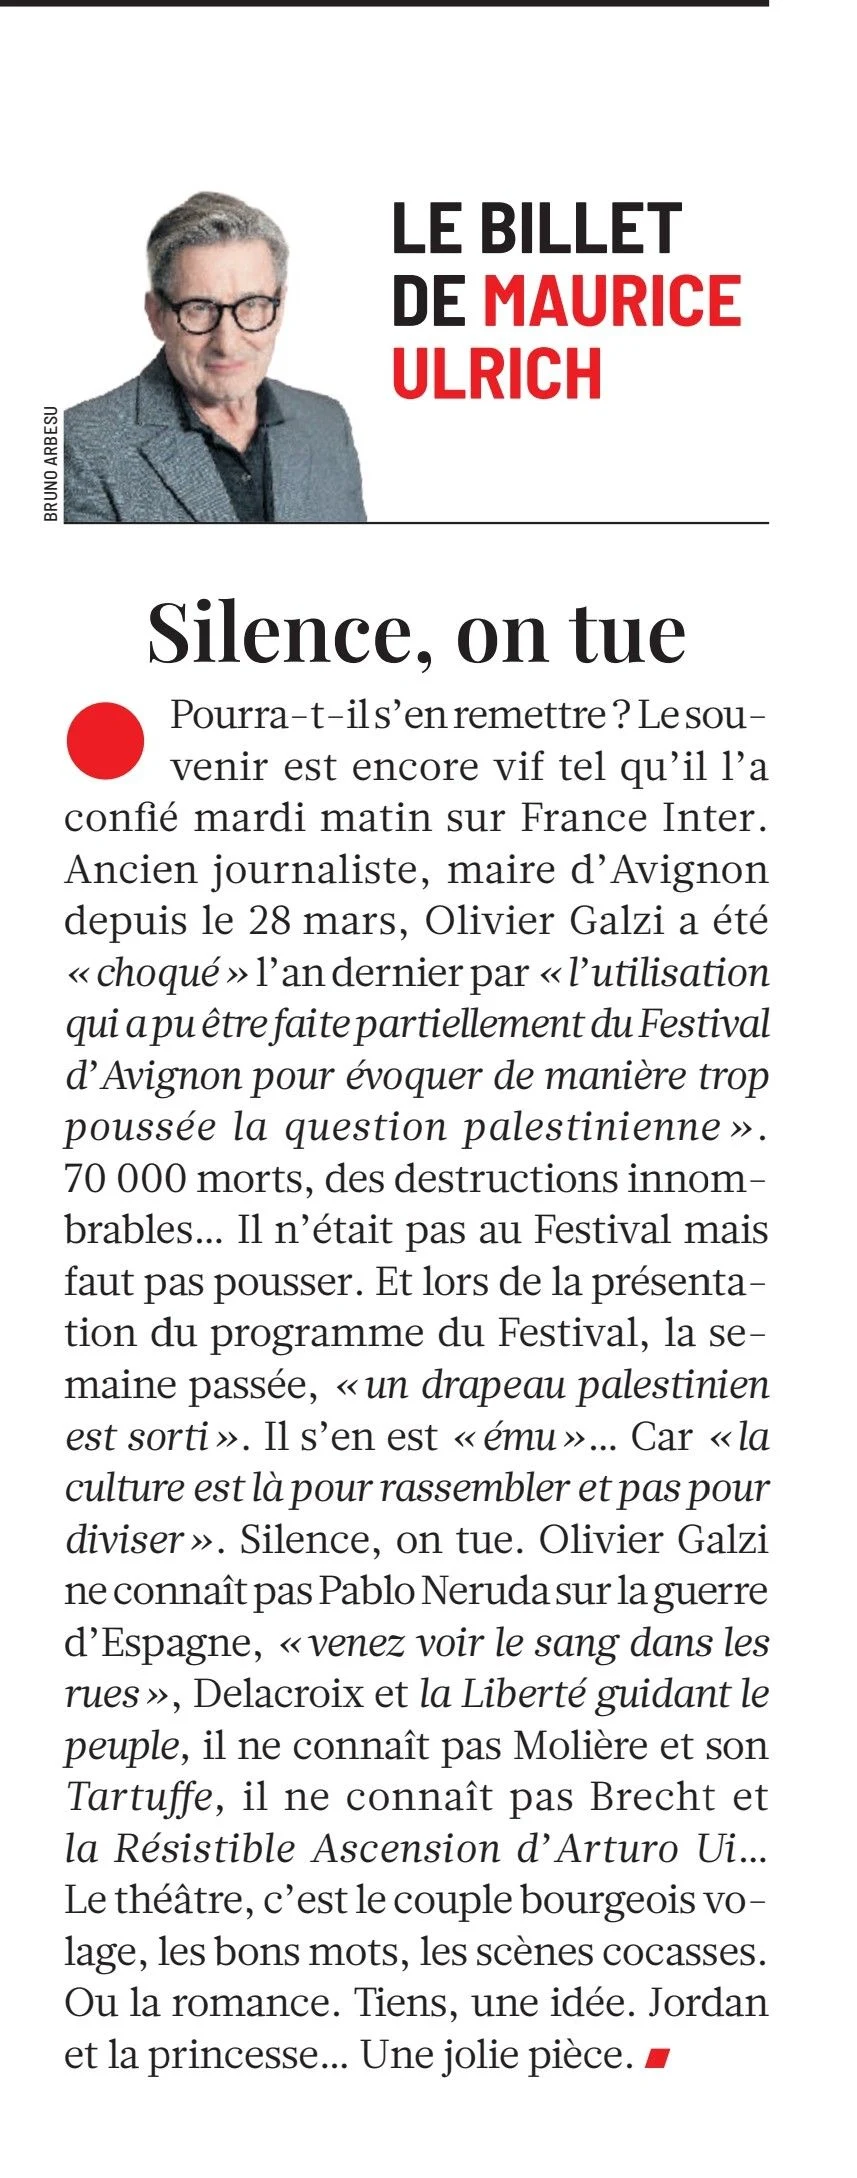 LE BILLET
DE MAURICE
ULRICH
BRUNO ARBESU
Silence, on tue
Pourra-t-il s’en remettre ? Le sou-
venir est encore vif tel qu’il l’a
confié mardi matin sur France Inter.
Ancien journaliste, maire d’Avignon
depuis le 28 mars, Olivier Galzi a été
« choqué » l’an dernier par « l’utilisation
qui a pu être faite partiellement du Festival
d’Avignon pour évoquer de manière trop
poussée la question palestinienne ».
70 000 morts, des destructions innom-
brables… Il n’était pas au Festival mais
faut pas pousser. Et lors de la présenta-
tion du programme du Festival, la se-
maine passée, « un drapeau palestinien
est sorti ». Il s’en est « ému »… Car « la
culture est là pour rassembler et pas pour
diviser ». Silence, on tue. Olivier Galzi
ne connaît pas Pablo Neruda sur la guerre
d’Espagne, « venez voir le sang dans les
rues », Delacroix et la Liberté guidant le
peuple, il ne connaît pas Molière et son
Tartuffe, il ne connaît pas Brecht et
la Résistible Ascension d’Arturo Ui…
Le théâtre, c’est le couple bourgeois vo-
lage, les bons mots, les scènes cocasses.
Ou la romance. Tiens, une idée. Jordan
et la princesse… Une jolie pièce.